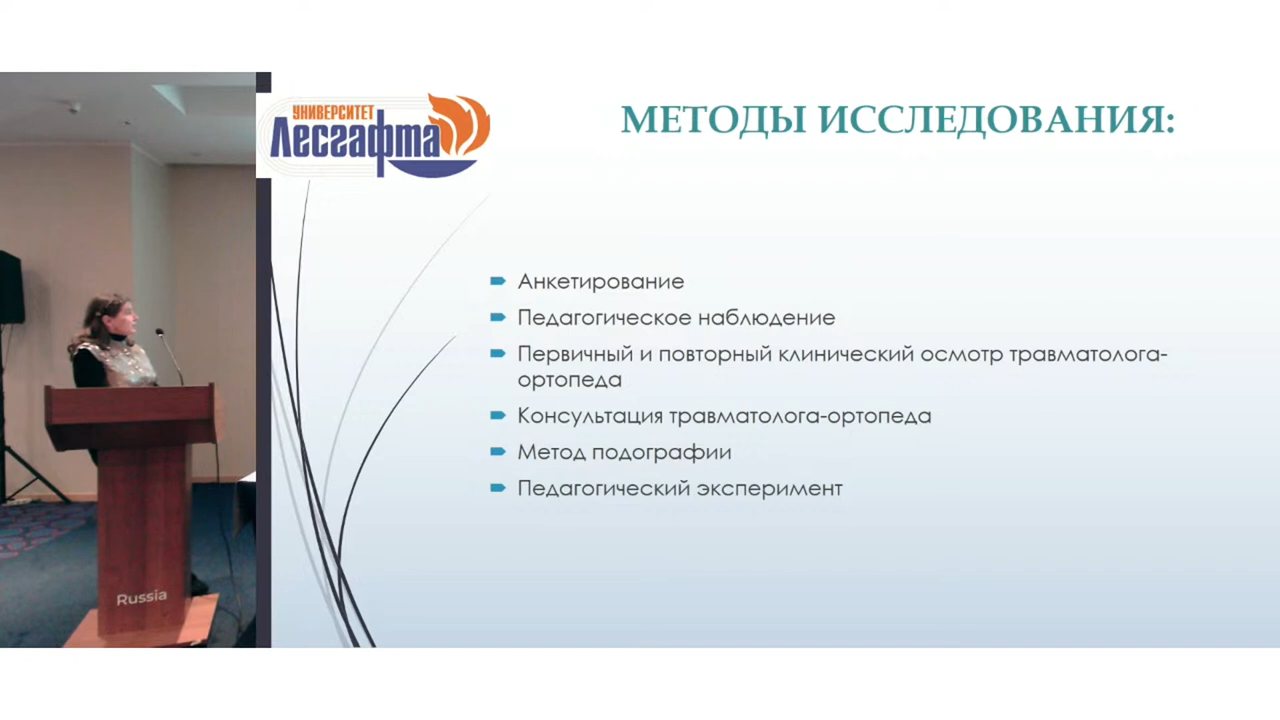 УНИВЕРСИТЕТ
Лесгафта
МЕТОДЫ ИССЛЕДОВАНИЯ:
Анкетирование
Педагогическое наблюдение
Первичный и повторный клинический осмотр травматолога-
ортопеда
Консультация травматолога-ортопеда
Метод подографии
Педагогический эксперимент
Russia